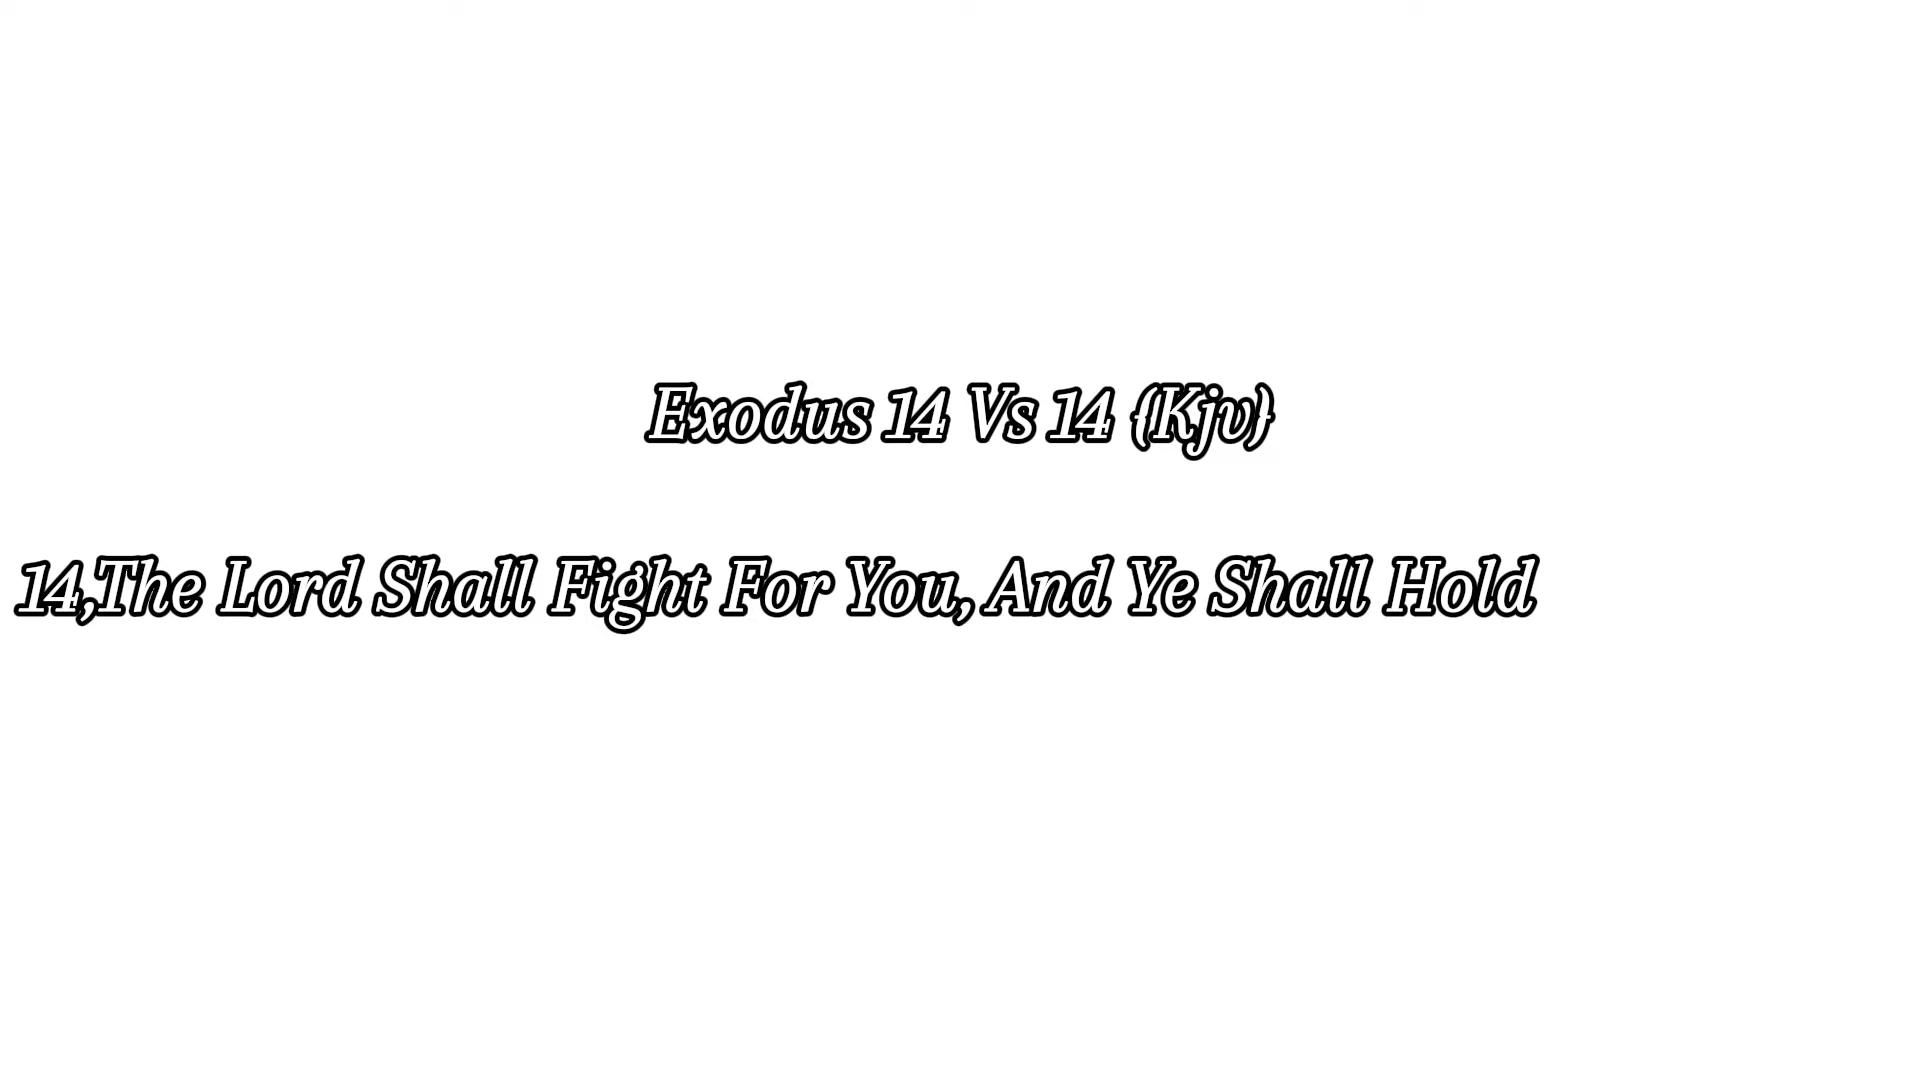 Exodus 14 Vs 14 {Kjv}
14,The Lord Shall Fight For You, And Ye Shall Hold